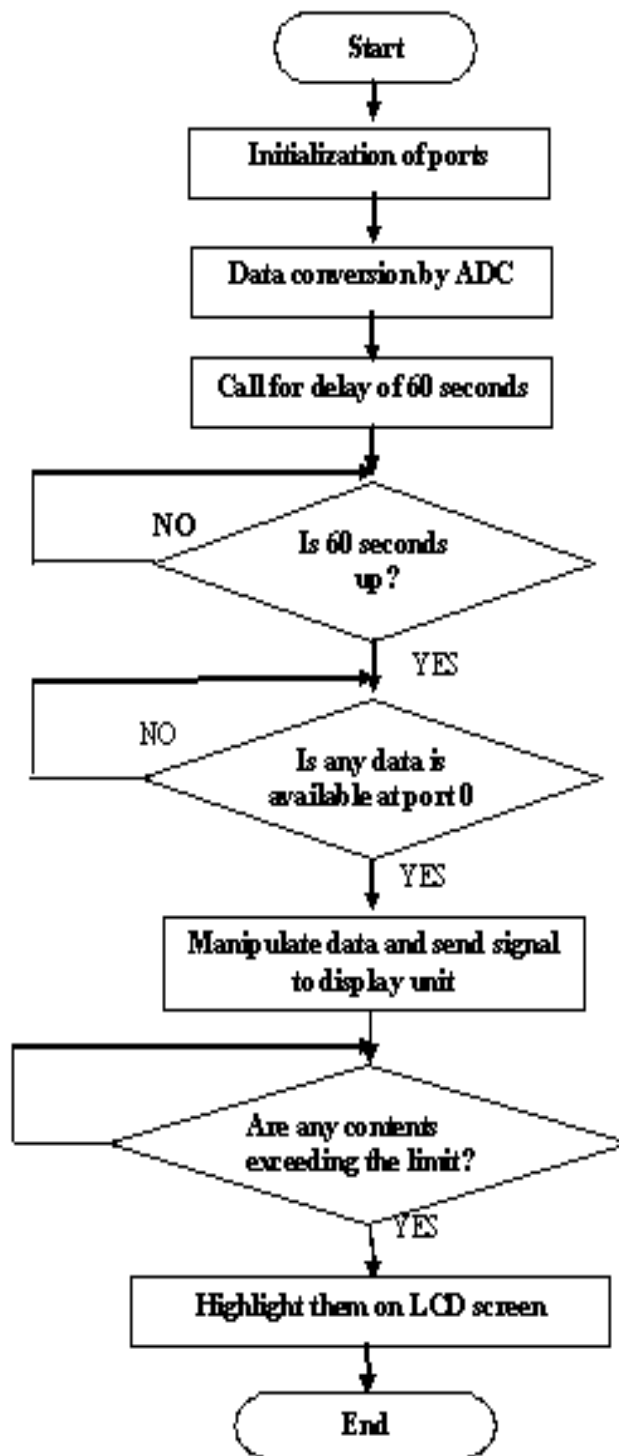 Start
Initialization of ports
Data conversion by ADC
Call for delay of 60 seconds
NO
Is 60 seconds
up?
YES
NO
Is any data is
available at port 0
YES
Manipulate data and send signal
to display unit
Are any contents
exceeding the limit?
YES
Highlight them on LCD screen
End